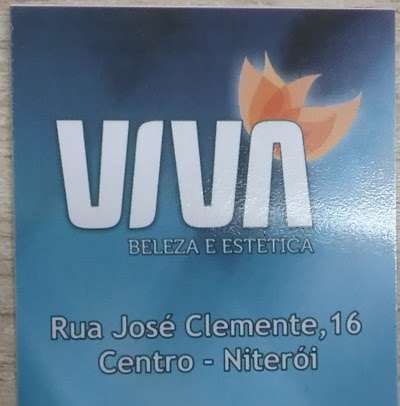 VIVA
BELEZA E ESTÉTICA
Rua José Clemente, 16
Centro - Niterói